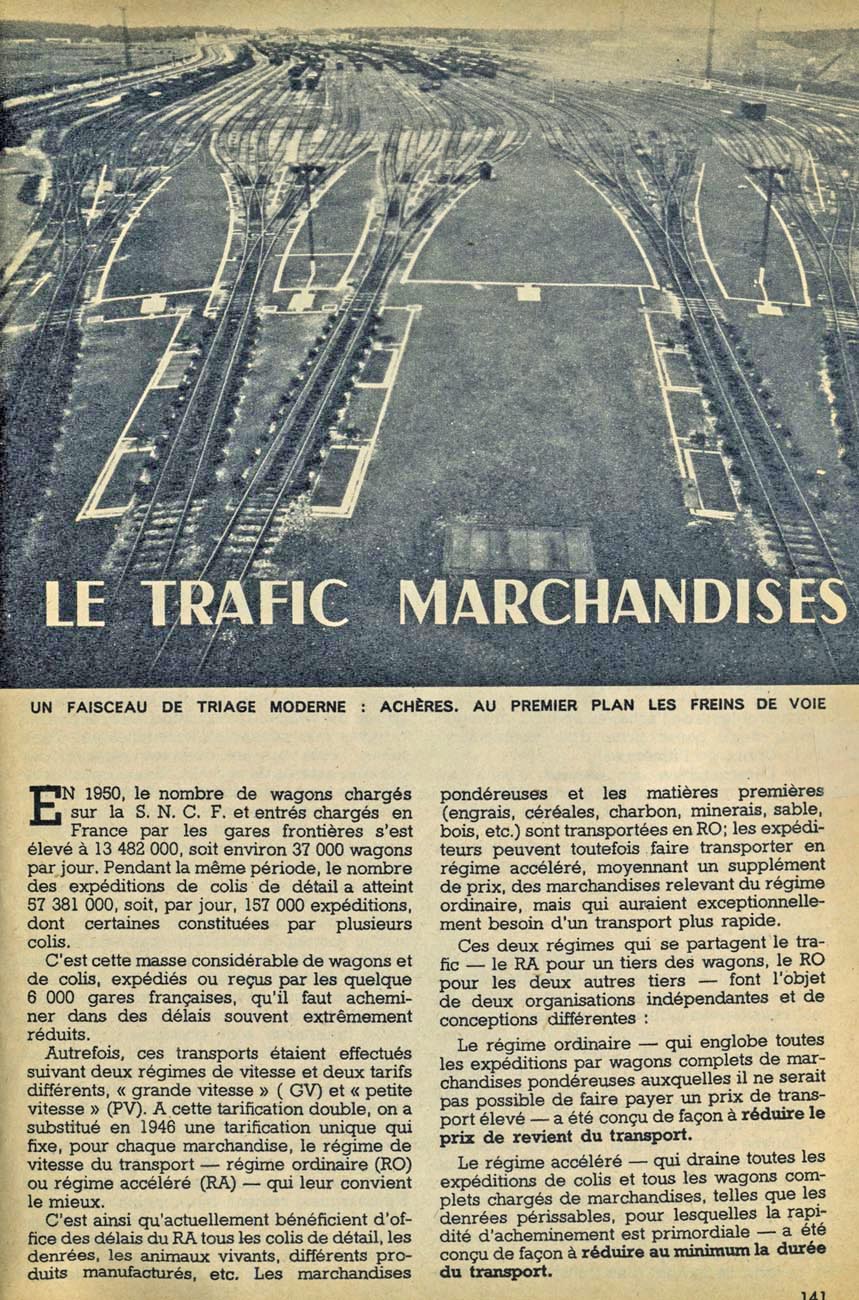 LE TRAFIC MARCHANDISES
UN FAISCEAU DE TRIAGE MODERNE : ACHÈRES. AU PREMIER PLAN LES FREINS DE VOIE
EN 1950, le nombre de wagons chargés
sur la S. N. C. F. et entrés chargés en
France par les gares frontières s'est
élevé à 13 482 000, soit environ 37 000 wagons
par jour. Pendant la même période, le nombre
des expéditions de colis de détail a atteint
57 381 000, soit, par jour, 157 000 expéditions,
dont certaines constituées par plusieurs
colis.
C'est cette masse considérable de wagons et
de colis, expédiés ou reçus par les quelque
6 000 gares françaises, qu'il faut achemi-
ner dans des délais souvent extrêmement
réduits.
Autrefois, ces transports étaient effectués
suivant deux régimes de vitesse et deux tarifs
différents, « grande vitesse » ( GV) et « petite
vitesse » (PV). A cette tarification double, on a
substitué en 1946 une tarification unique qui
fixe, pour chaque marchandise, le régime de
vitesse du transport — régime ordinaire (RO)
ou régime accéléré (RA) — qui leur convient
le mieux.
C'est ainsi qu'actuellement bénéficient d'of-
fice des délais du RA tous les colis de détail, les
denrées, les animaux vivants, différents pro-
duits manufacturés, etc. Les marchandises
pondéreuses et les matières premières
(engrais, céréales, charbon, minerais, sable,
bois, etc.) sont transportées en RO; les expédi-
teurs peuvent toutefois faire transporter en
régime accéléré, moyennant un supplément
de prix, des marchandises relevant du régime
ordinaire, mais qui auraient exceptionnelle-
ment besoin d'un transport plus rapide.
Ces deux régimes qui se partagent le tra-
fic — le RA pour un tiers des wagons, le RO
pour les deux autres tiers — font l'objet
de deux organisations indépendantes et de
conceptions différentes :
Le régime ordinaire — qui englobe toutes
les expéditions par wagons complets de mar-
chandises pondéreuses auxquelles il ne serait
pas possible de faire payer un prix de trans-
port élevé — a été conçu de façon à réduire le
prix de revient du transport.
Le régime accéléré — qui draine toutes les
expéditions de colis et tous les wagons com-
plets chargés de marchandises, telles que les
denrées périssables, pour lesquelles la rapi-
dité d'acheminement est primordiale — a été
conçu de façon à réduire au minimum la durée
du transport.
141